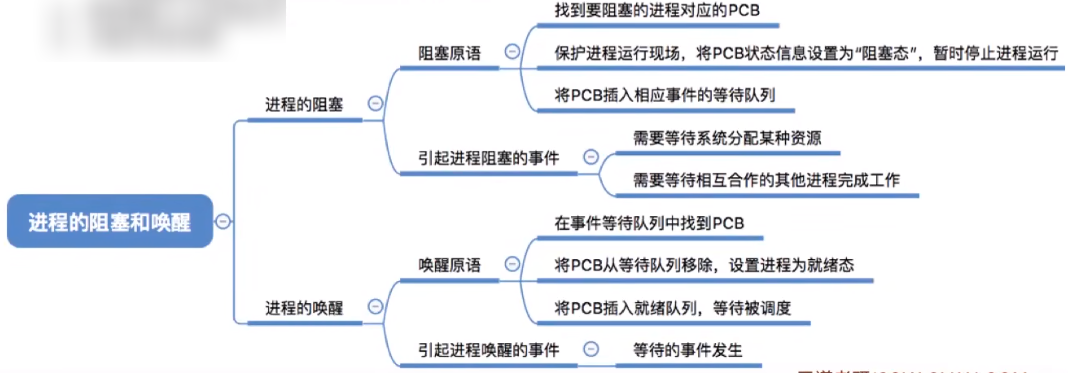 找到要阻塞的进程对应的PCB
阻塞原语
保护进程运行现场，将PCB状态信息设置为“阻塞态”，暂时停止进程运行
将PCB插入相应事件的等待队列
进程的阻塞
需要等待系统分配某种资源
引起进程阻塞的事件
需要等待相互合作的其他进程完成工作
进程的阻塞和唤醒
在事件等待队列中找到PCB
唤醒原语
将PCB从等待队列移除，设置进程为就绪态
将PCB插入就绪队列，等待被调度
进程的唤醒
引起进程唤醒的事件
等待的事件发生